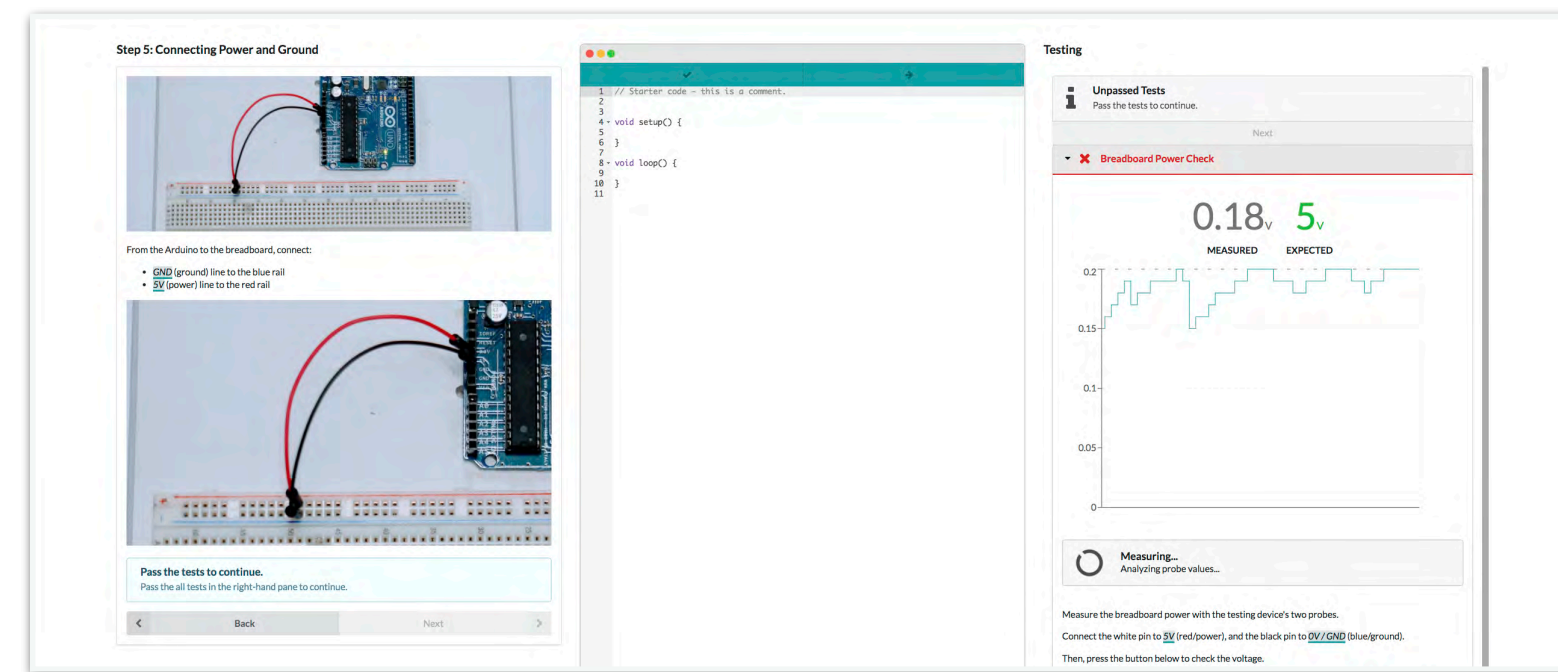 Step 5: Connecting Power and Ground
From the Arduino to the breadboard, connect:
• GND (ground) line to the blue rail
• 5V (power) line to the red rail
Pass the tests to continue.
Pass the all tests in the right-hand pane to continue.
Back
Next
1 // Starter code - this is a comment.
2
3
4 void setup() {
5
6 }
7
8 void loop() {
9
10 }
11
Testing
Unpassed Tests
Pass the tests to continue.
Next
Breadboard Power Check
0.18V 5V
MEASURED EXPECTED
0.2
0.15
0.1
0.05
0
Measuring...
Analyzing probe values...
Measure the breadboard power with the testing device's two probes.
Connect the white pin to 5V (red/power), and the black pin to 0V / GND (blue/ground).
Then, press the button below to check the voltage.